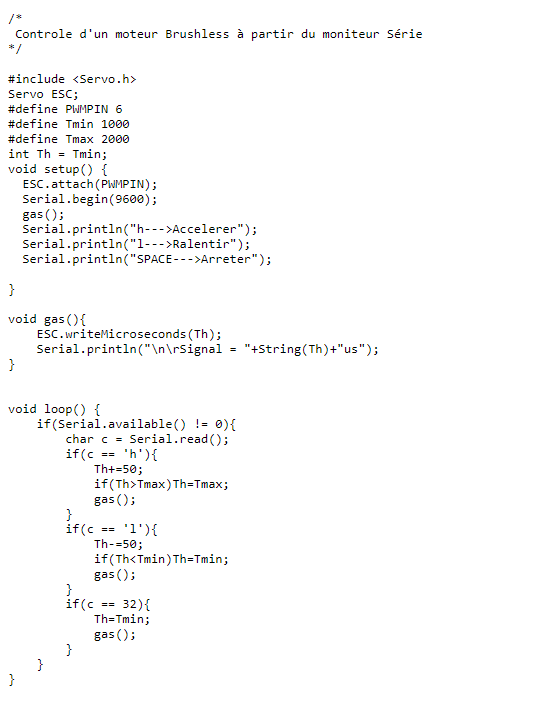 /*
 Controle d'un moteur Brushless à partir du moniteur Série
*/

#include <Servo.h>
Servo ESC;
#define PWMPIN 6
#define Tmin 1000
#define Tmax 2000
int Th = Tmin;
void setup() {
  ESC.attach(PWMPIN);
  Serial.begin(9600);
  gas();
  Serial.println("h--->Accelerer");
  Serial.println("l--->Ralentir");
  Serial.println("SPACE--->Arreter");

}

void gas(){
    ESC.writeMicroseconds(Th);
    Serial.println("\n\rSignal = "+String(Th)+"us");
}


void loop() {
    if(Serial.available() != 0){
        char c = Serial.read();
        if(c == 'h'){
            Th+=50;
            if(Th>Tmax)Th=Tmax;
            gas();
        }
        if(c == 'l'){
            Th-=50;
            if(Th<Tmin)Th=Tmin;
            gas();
        }
        if(c == 32){
            Th=Tmin;
            gas();
        }
    }
}